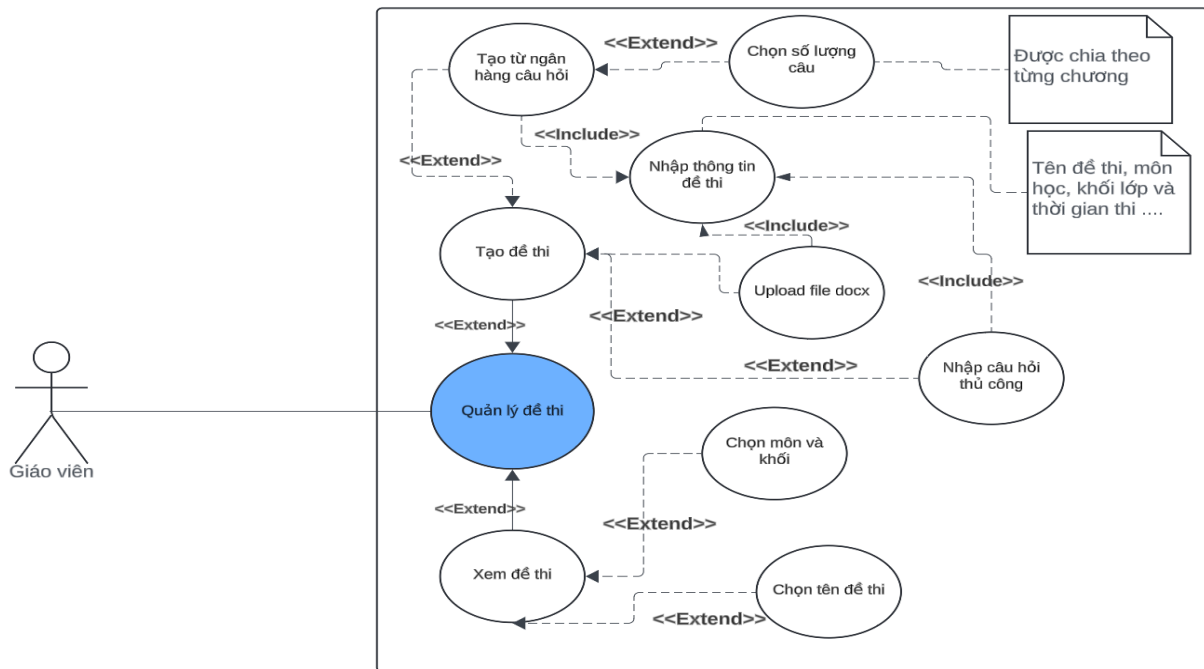 Tạo từ ngân
hàng câu hỏi
<<Extend>>
Chọn số lượng
câu
Được chia theo
từng chương
<<Include>>
<<Extend>>
Nhập thông tin
đề thi
Tên đề thi, môn
học, khối lớp và
thời gian thi ....
<<Include>>
Tạo đề thi
Upload file docx
<<Include>>
<<Extend>>
<<Extend>>
<<Extend>>
Nhập câu hỏi
thủ công
Quản lý đề thi
Giáo viên
Chọn môn và
khối
<<Extend>>
<<Extend>>
Xem đề thi
Chọn tên đề thi
<<Extend>>